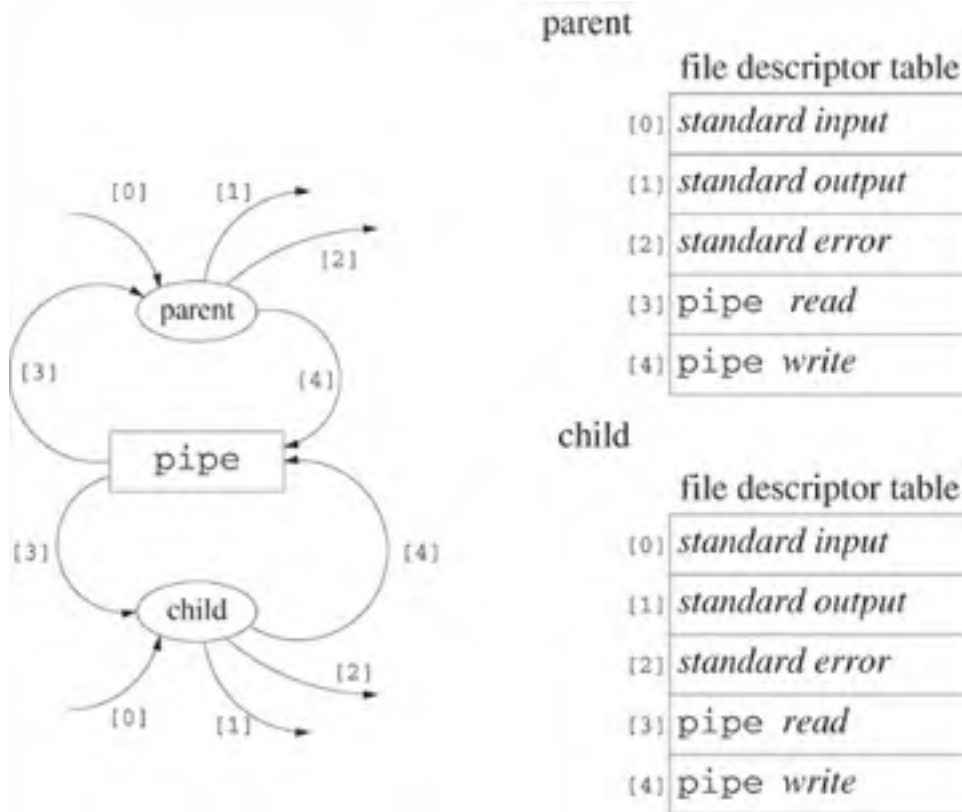 [0]
[1]
[2]
parent
[3]
[4]
pipe
[3]
[4]
child
[2]
[0]
[1]
parent
file descriptor table
[0] standard input
[1] standard output
[2] standard error
[3] pipe read
[4] pipe write
child
file descriptor table
[0] standard input
[1] standard output
[2] standard error
[3] pipe read
[4] pipe write